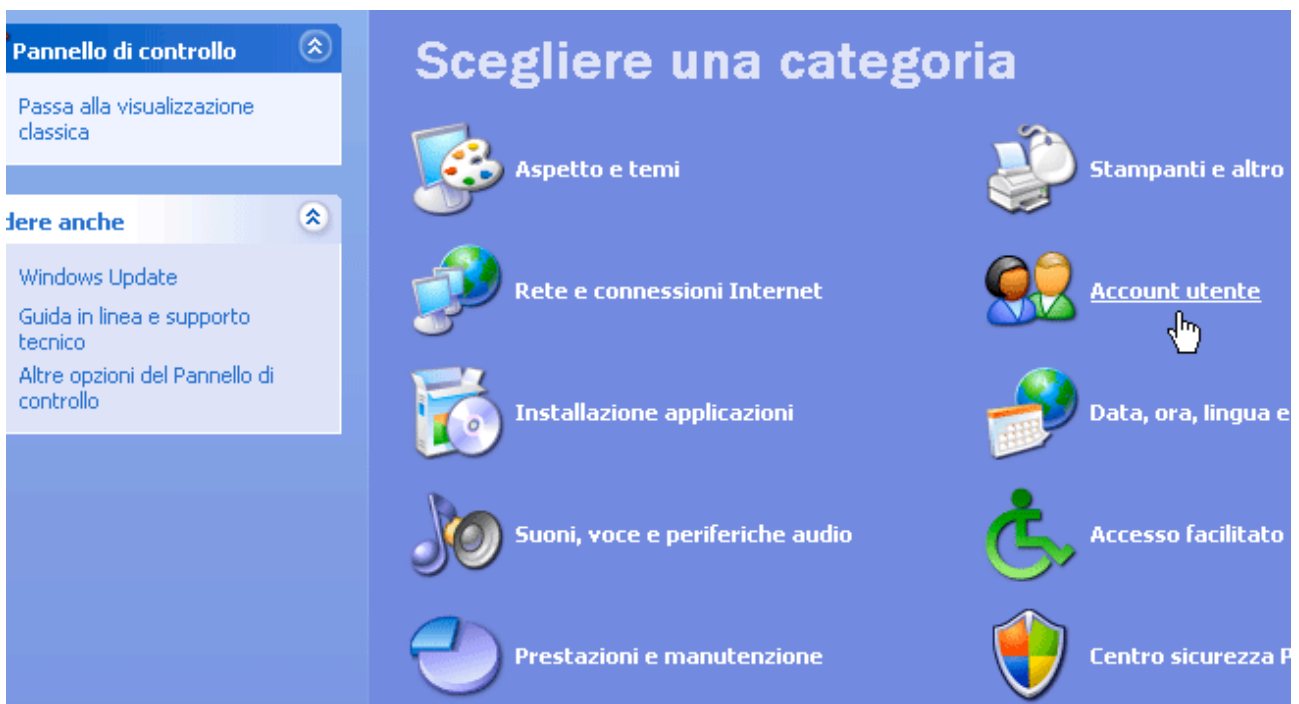 Pannello di controllo
Passa alla visualizzazione
classica
dere anche
Windows Update
Guida in linea e supporto
tecnico
Altre opzioni del Pannello di
controllo
Scegliere una categoria
Aspetto e temi
Stampanti e altro
Rete e connessioni Internet
Account utente
Installazione applicazioni
Data, ora, lingua e
Suoni, voce e periferiche audio
Accesso facilitato
Prestazioni e manutenzione
Centro sicurezza P